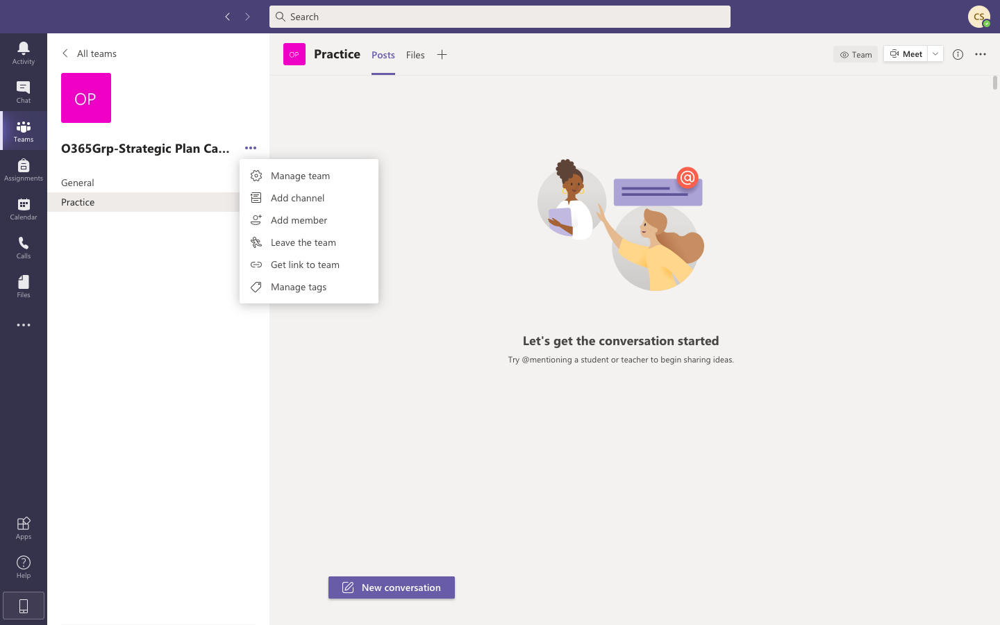 Search
CS
Activity
Chat
Teams
Assignments
Calendar
Calls
Files
Apps
Help
All teams
OP
O365Grp-Strategic Plan Ca...
General
Practice
Manage team
Add channel
Add member
Leave the team
Get link to team
Manage tags
OP
Practice
Posts
Files
Team
Meet
@
Let's get the conversation started
Try @mentioning a student or teacher to begin sharing ideas.
New conversation